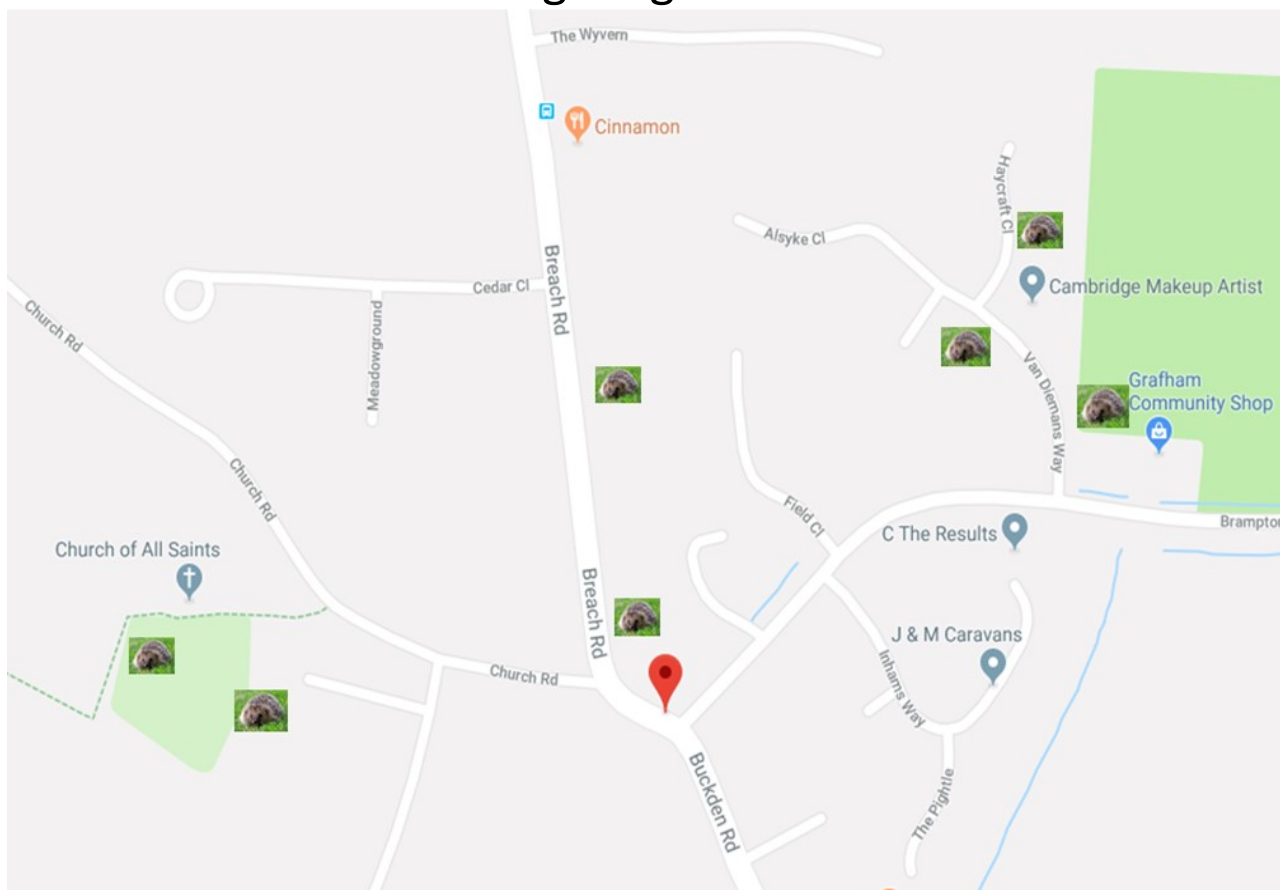 The Wyvern
Cinnamon
Haycraft Cl
Alsyke Cl
Breach Rd
Cedar Cl
Cambridge Makeup Artist
Church Rd
Meadowground
Van Diemans Way
Grafham
Community Shop
Church Rd
Field Cl
C The Results
Brampton
Church of All Saints
Breach Rd
J & M Caravans
Church Rd
Inhams Way
Buckden Rd
The Pightle